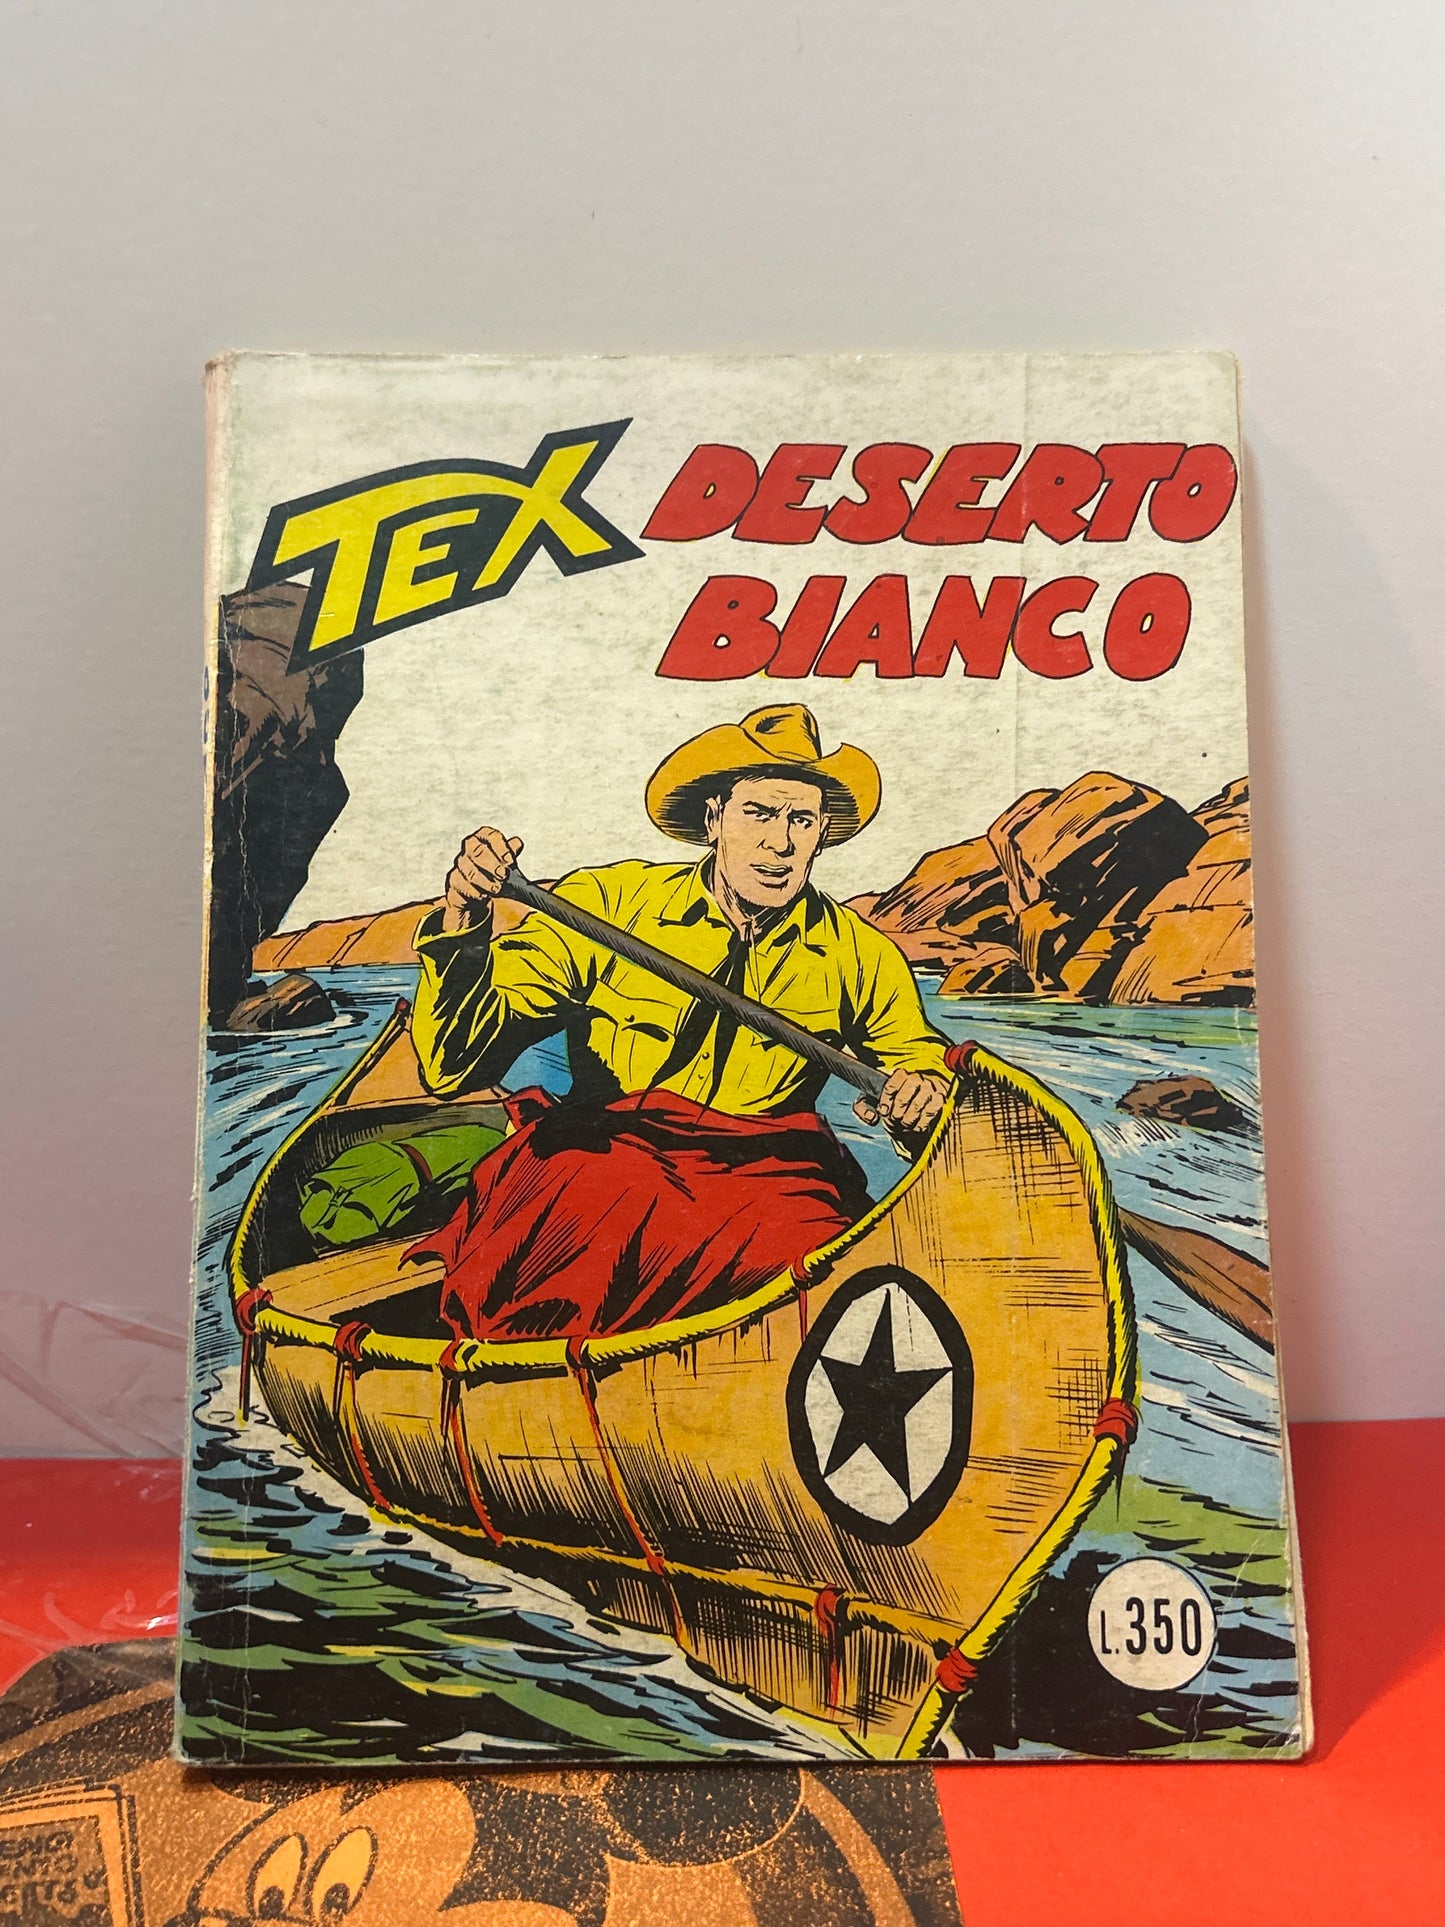 TEX
DESERTO
BIANCO
L.350